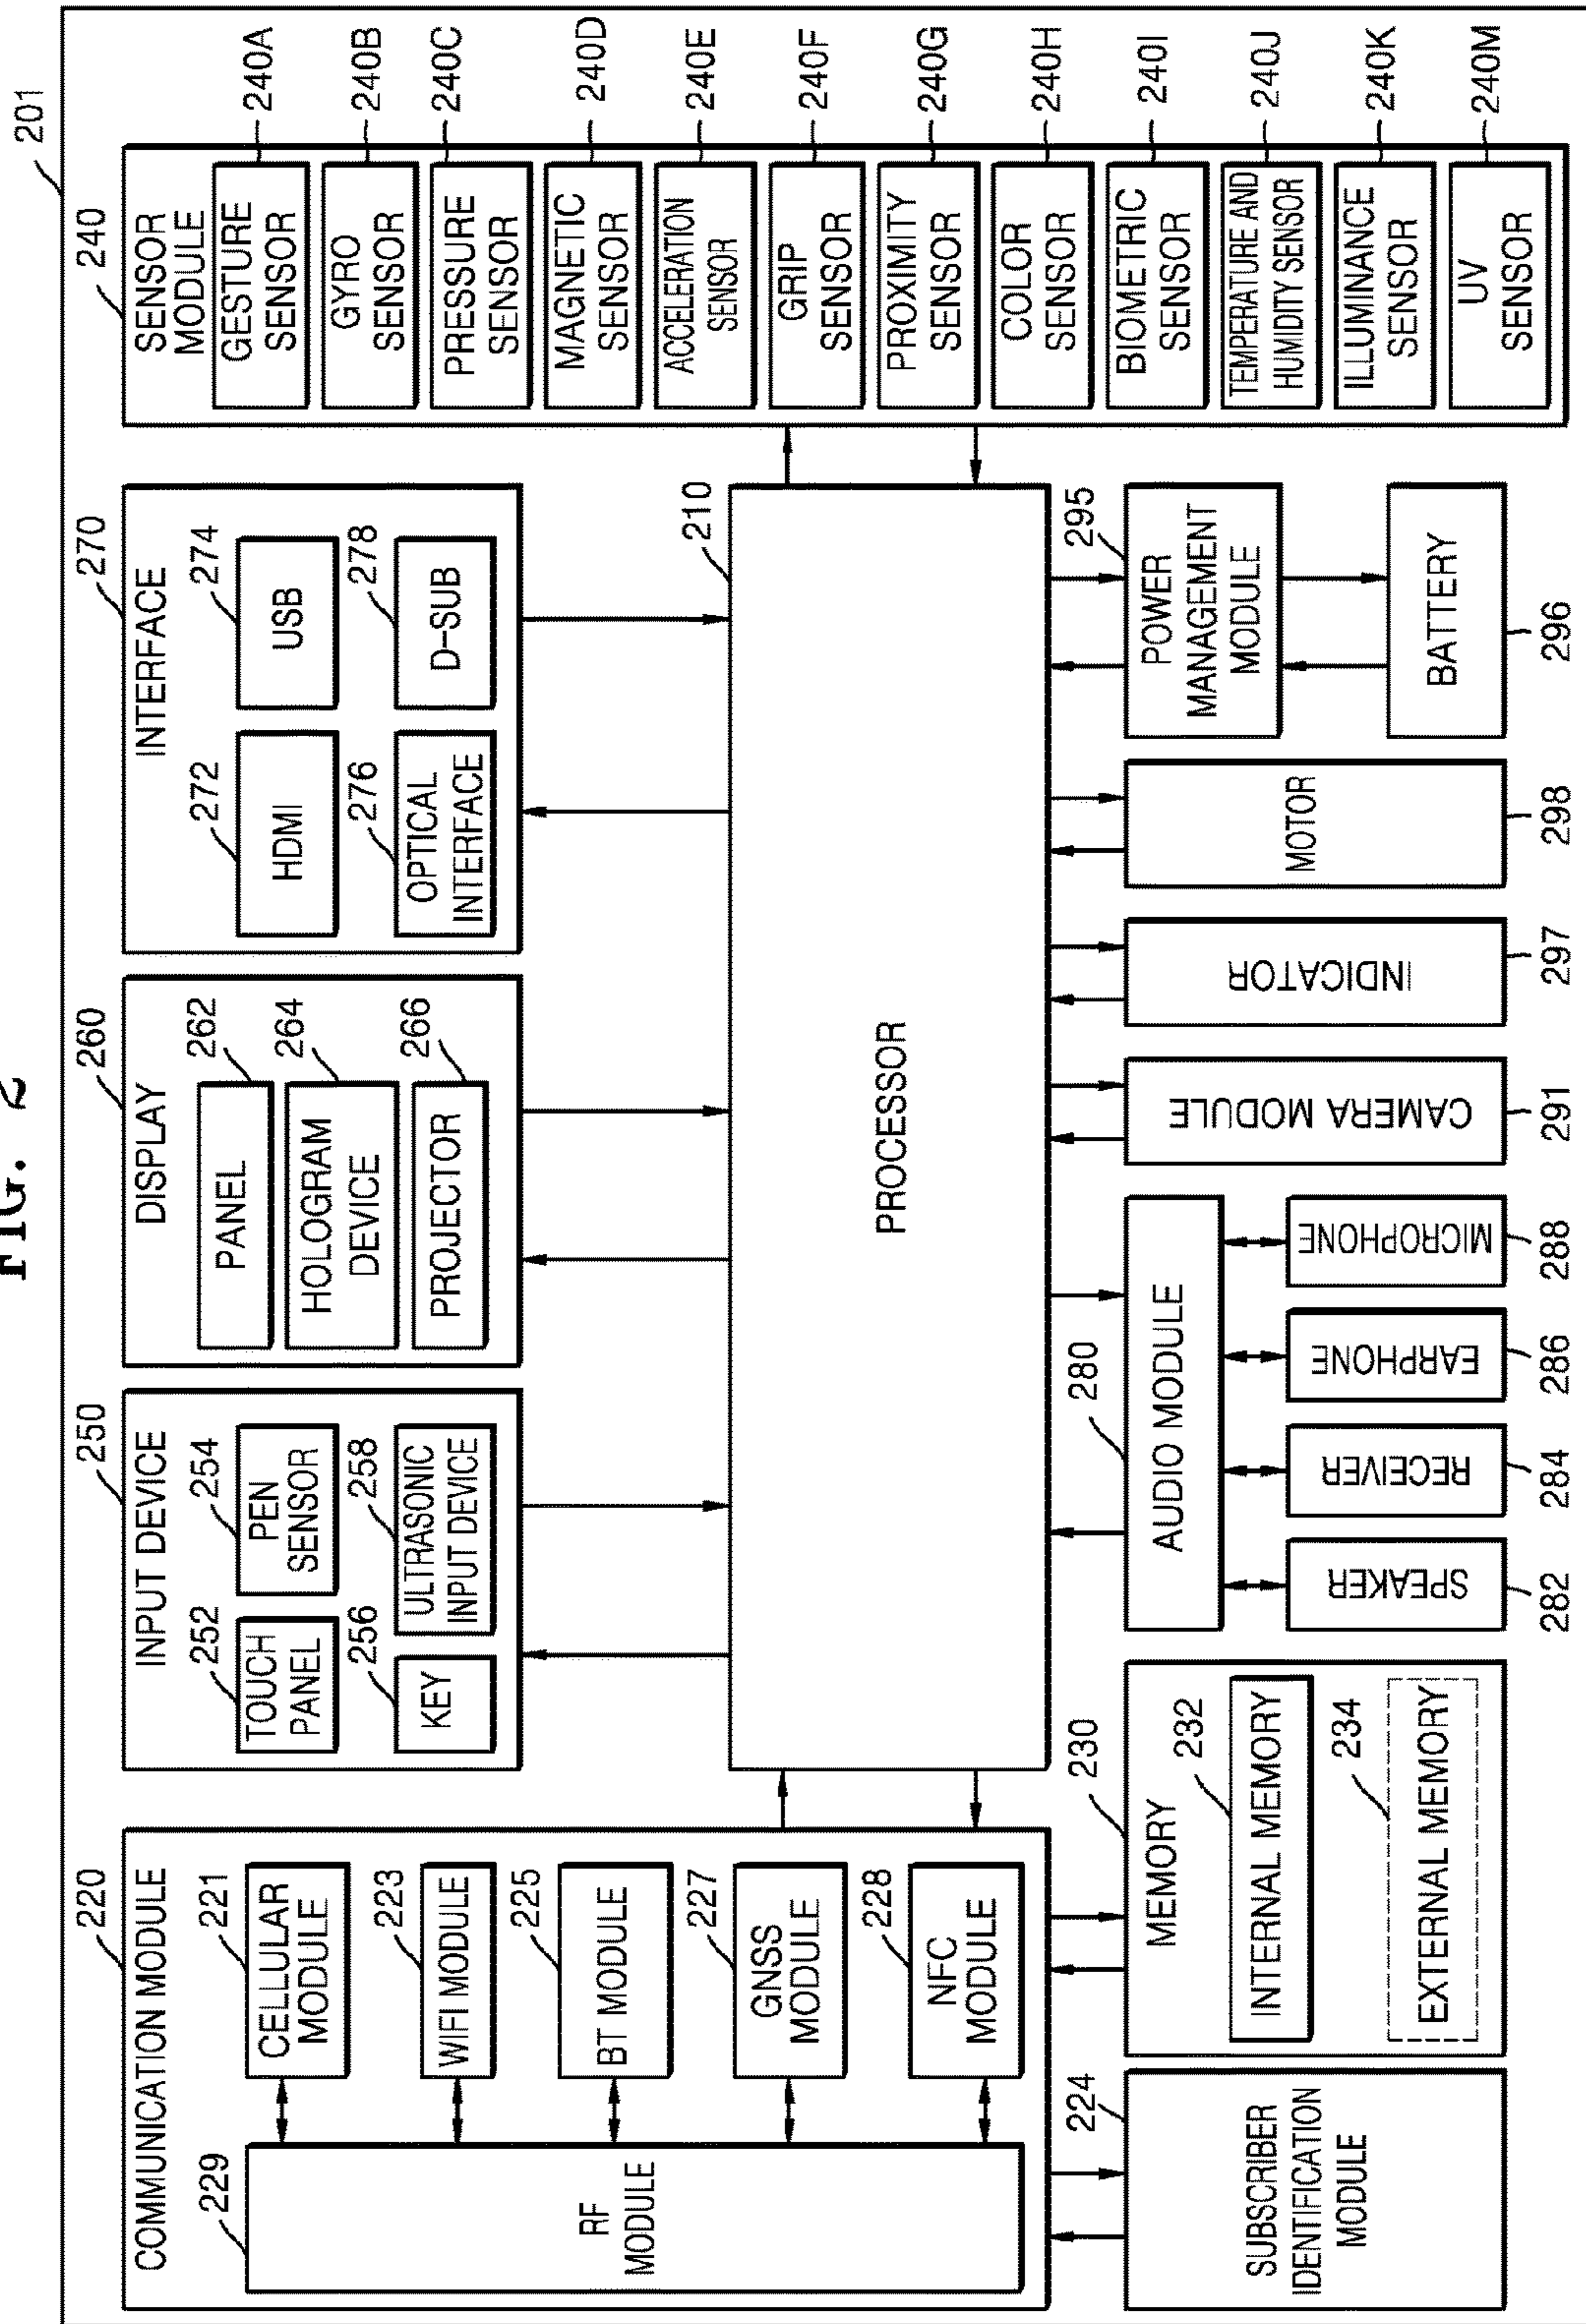 FIG. 2
201
220
COMMUNICATION MODULE
229
RF
MODULE
221
CELLULAR
MODULE
223
WIFI MODULE
225
BT MODULE
227
GNSS
MODULE
228
NFC
MODULE
250
INPUT DEVICE
252
TOUCH
PANEL
254
PEN
SENSOR
256
KEY
258
ULTRASONIC
INPUT DEVICE
260
DISPLAY
262
PANEL
264
HOLOGRAM
DEVICE
266
PROJECTOR
270
INTERFACE
272
HDMI
274
USB
276
OPTICAL
INTERFACE
278
D-SUB
240
SENSOR
MODULE
GESTURE
SENSOR
240A
GYRO
SENSOR
240B
PRESSURE
SENSOR
240C
MAGNETIC
SENSOR
240D
ACCELERATION
SENSOR
240E
GRIP
SENSOR
240F
PROXIMITY
SENSOR
240G
COLOR
SENSOR
240H
BIOMETRIC
SENSOR
240I
TEMPERATURE AND
HUMIDITY SENSOR
240J
ILLUMINANCE
SENSOR
240K
UV
SENSOR
240M
210
PROCESSOR
224
SUBSCRIBER
IDENTIFICATION
MODULE
230
MEMORY
232
INTERNAL MEMORY
234
EXTERNAL MEMORY
280
AUDIO MODULE
SPEAKER
282
RECEIVER
284
EARPHONE
286
MICROPHONE
288
CAMERA MODULE
291
INDICATOR
297
MOTOR
298
295
POWER
MANAGEMENT
MODULE
BATTERY
296